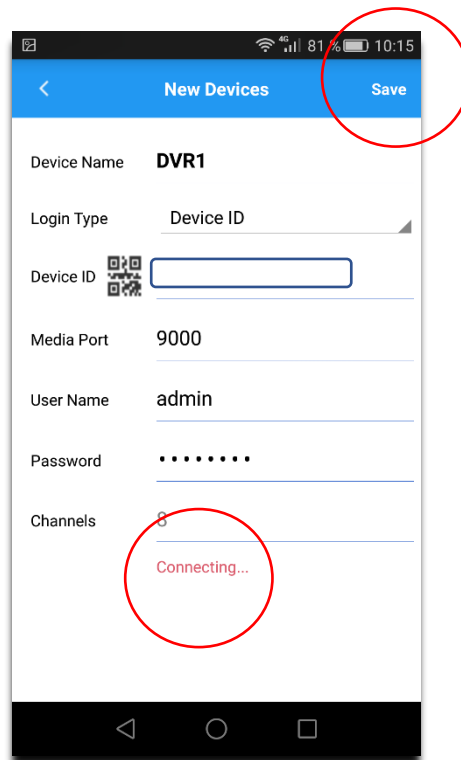 4G 81 % 10:15
New Devices Save
Device Name DVR1
Login Type Device ID
Device ID
Media Port 9000
User Name admin
Password ••••••••
Channels 8
Connecting...